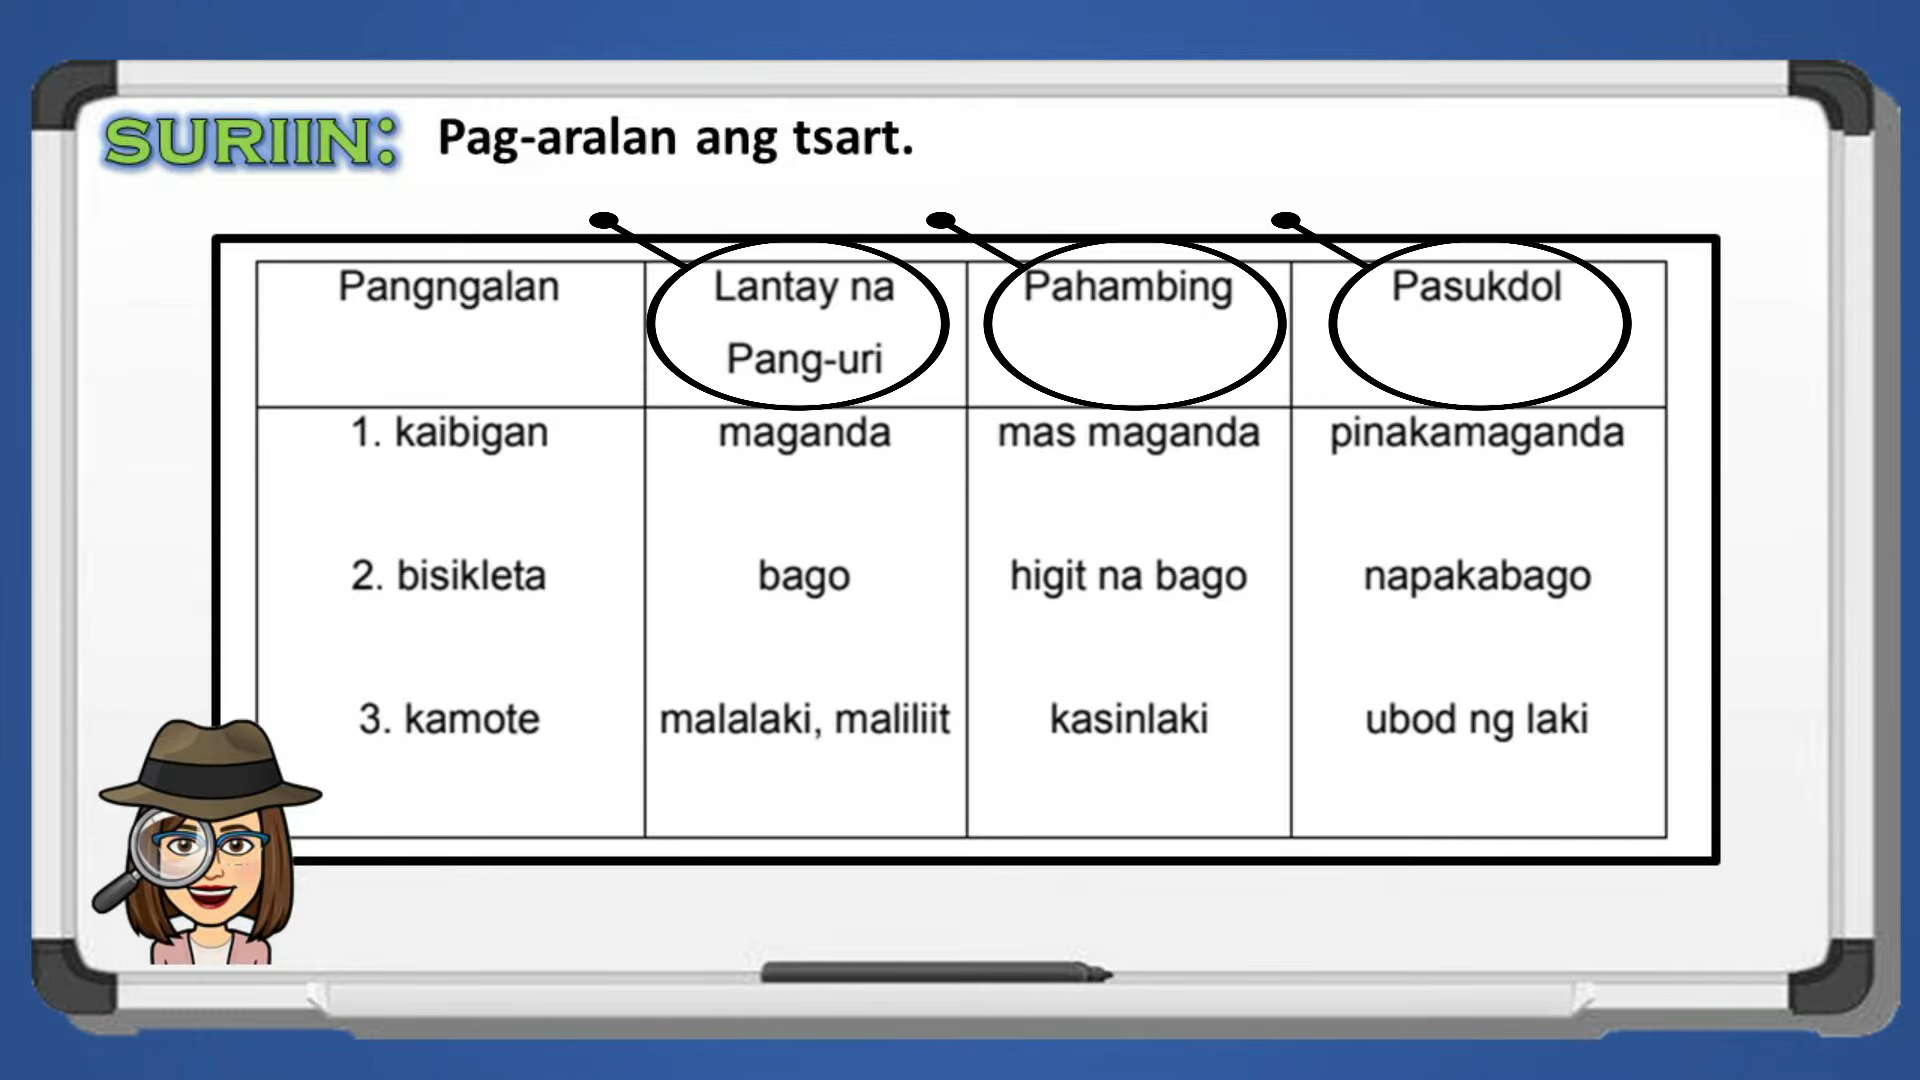 SURIIN: Pag-aralan ang tsart.
Pangngalan Lantay na Pang-uri Pahambing Pasukdol
1. kaibigan maganda mas maganda pinakamaganda
2. bisikleta bago higit na bago napakabago
3. kamote malalaki, maliliit kasinlaki ubod ng laki